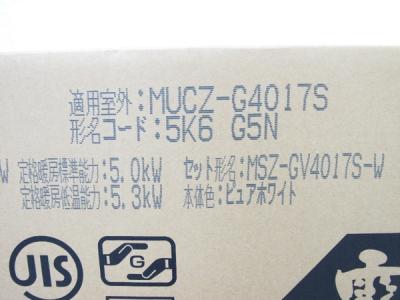 適用室外:MUCZ-G4017S
形名コード:5K6 G5N
W 定格暖房標準能力:5.0kW セット形名:MSZ-GV4017S-W
定格暖房低温能力:5.3kW 本体色:ピュアホワイト
JIS
G